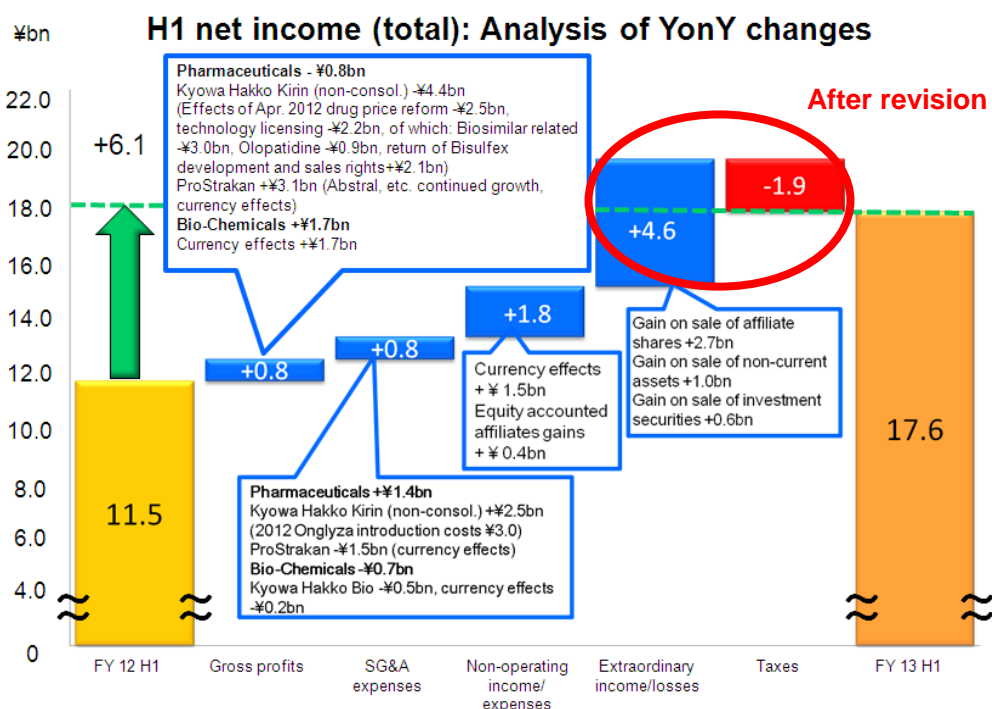 ¥bn
H1 net income (total): Analysis of YonY changes
After revision
22.0
20.0
18.0
16.0
14.0
12.0
10.0
8.0
6.0
4.0
0
+6.1
Pharmaceuticals - ¥0.8bn
Kyowa Hakko Kirin (non-consol.) -¥4.4bn
(Effects of Apr. 2012 drug price reform -¥2.5bn,
technology licensing -¥2.2bn, of which: Biosimilar related
-¥3.0bn, Olopatidine -¥0.9bn, return of Bisulfex
development and sales rights+¥2.1bn)
ProStrakan +¥3.1bn (Abstral, etc. continued growth,
currency effects)
Bio-Chemicals +¥1.7bn
Currency effects +¥1.7bn
11.5
+0.8
+0.8
+1.8
+4.6
-1.9
17.6
Currency effects
+ ¥ 1.5bn
Equity accounted
affiliates gains
+ ¥ 0.4bn
Gain on sale of affiliate
shares +2.7bn
Gain on sale of non-current
assets +1.0bn
Gain on sale of investment
securities +0.6bn
Pharmaceuticals +¥1.4bn
Kyowa Hakko Kirin (non-consol.) +¥2.5bn
(2012 Onglyza introduction costs ¥3.0)
ProStrakan -¥1.5bn (currency effects)
Bio-Chemicals -¥0.7bn
Kyowa Hakko Bio -¥0.5bn, currency effects
-¥0.2bn
FY 12 H1
Gross profits
SG&A
expenses
Non-operating
income/
expenses
Extraordinary
income/losses
Taxes
FY 13 H1